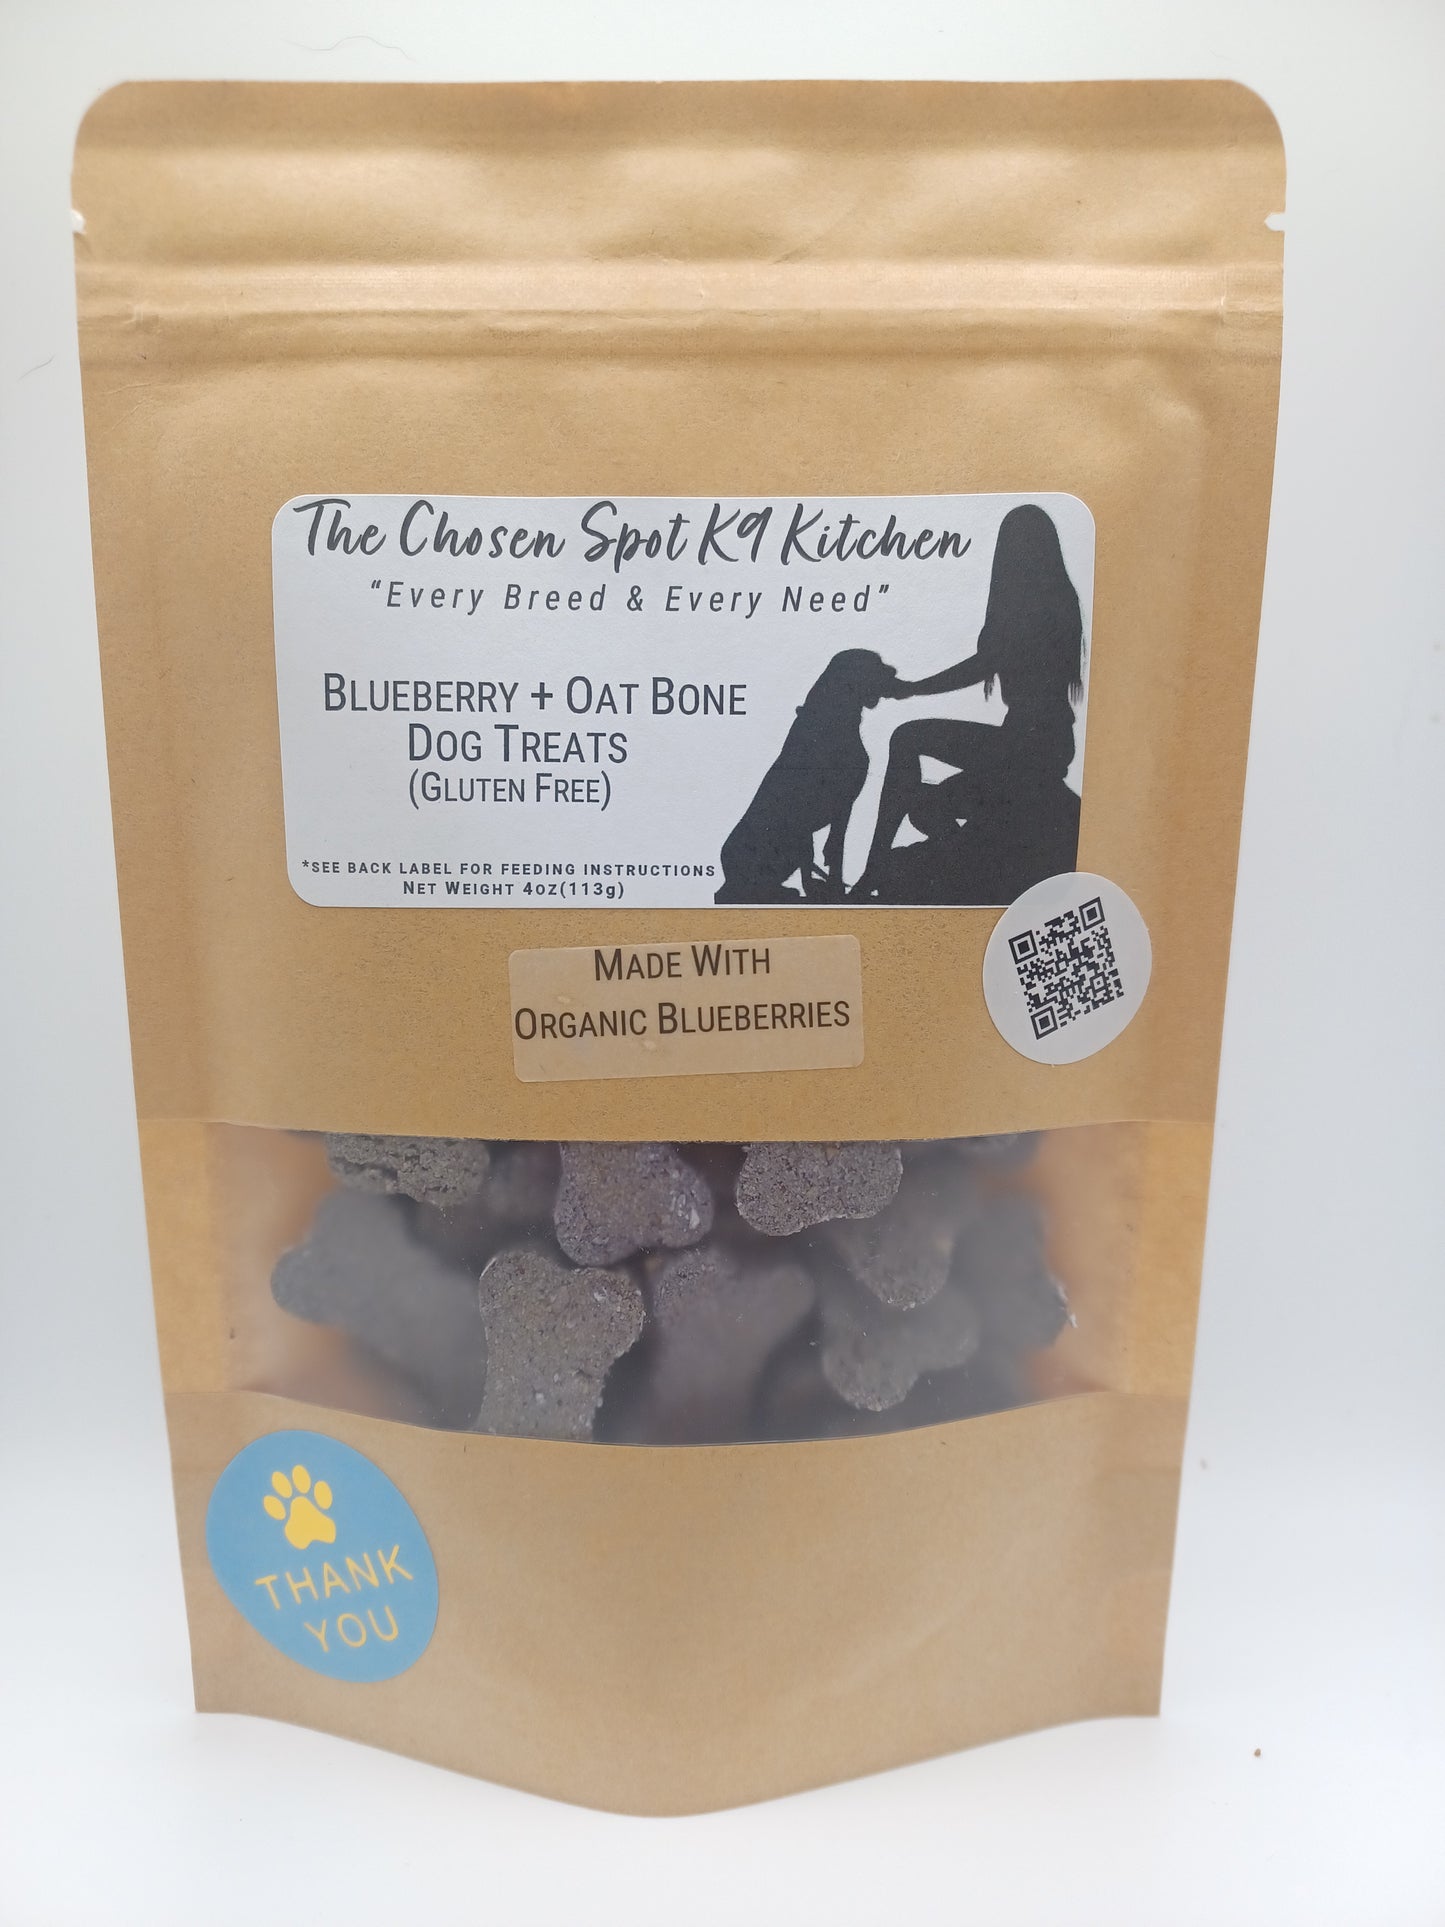 The Chosen Spot K9 Kitchen
"Every Breed & Every Need"
Blueberry + Oat Bone
Dog Treats
(Gluten Free)
*SEE BACK LABEL FOR FEEDING INSTRUCTIONS
Net Weight 4oz(113g)
Made With
Organic Blueberries
THANK
YOU